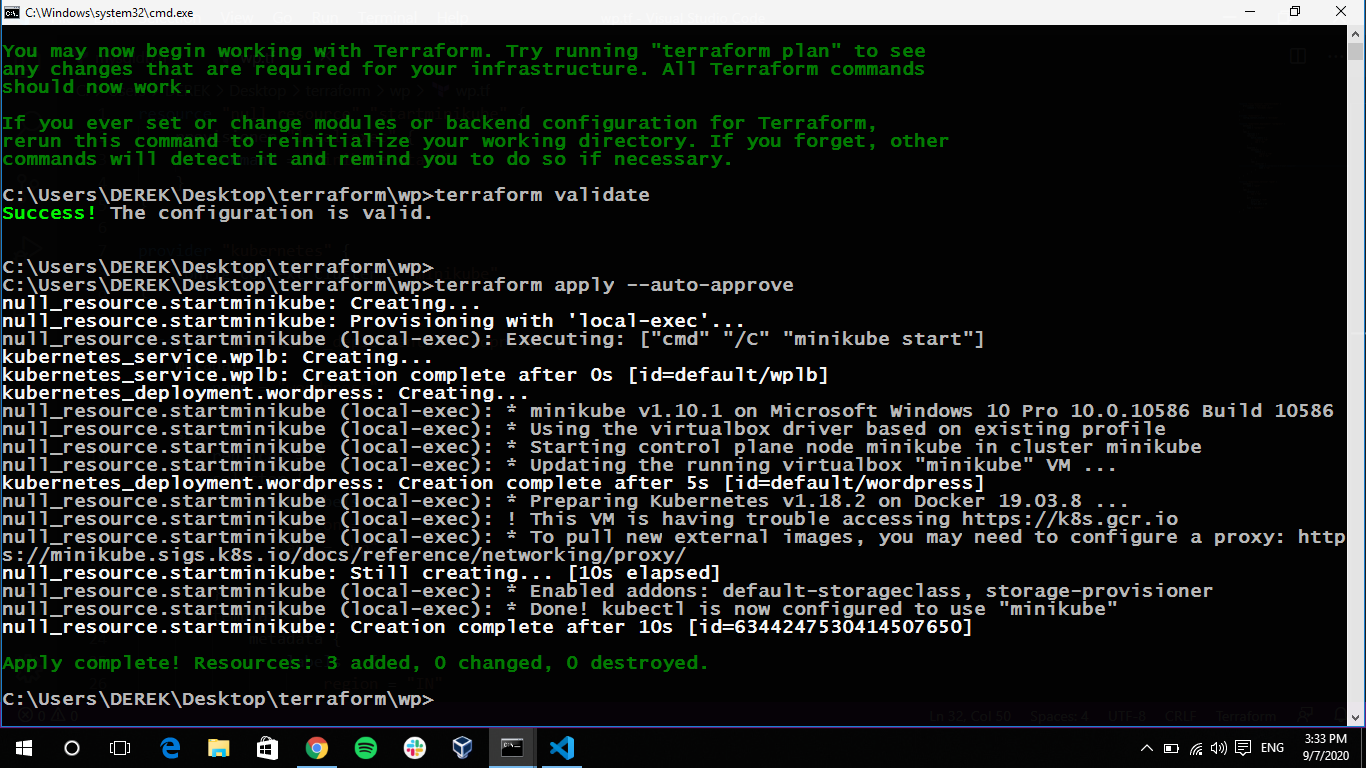 C:\Windows\system32\cmd.exe
You may now begin working with Terraform. Try running "terraform plan" to see
any changes that are required for your infrastructure. All Terraform commands
should now work.
If you ever set or change modules or backend configuration for Terraform,
rerun this command to reinitialize your working directory. If you forget, other
commands will detect it and remind you to do so if necessary.
C:\Users\DEREK\Desktop\terraform\wp>terraform validate
Success! The configuration is valid.
C:\Users\DEREK\Desktop\terraform\wp>
C:\Users\DEREK\Desktop\terraform\wp>terraform apply --auto-approve
null_resource.startminikube: Creating...
null_resource.startminikube: Provisioning with 'local-exec'...
null_resource.startminikube (local-exec): Executing: ["cmd" "/C" "minikube start"]
kubernetes_service.wplb: Creating...
kubernetes_service.wplb: Creation complete after 0s [id=default/wplb]
kubernetes_deployment.wordpress: Creating...
null_resource.startminikube (local-exec): * minikube v1.10.1 on Microsoft Windows 10 Pro 10.0.10586 Build 10586
null_resource.startminikube (local-exec): * Using the virtualbox driver based on existing profile
null_resource.startminikube (local-exec): * Starting control plane node minikube in cluster minikube
null_resource.startminikube (local-exec): * Updating the running virtualbox "minikube" VM ...
kubernetes_deployment.wordpress: Creation complete after 5s [id=default/wordpress]
null_resource.startminikube (local-exec): * Preparing Kubernetes v1.18.2 on Docker 19.03.8 ...
null_resource.startminikube (local-exec): ! This VM is having trouble accessing https://k8s.gcr.io
null_resource.startminikube (local-exec): * To pull new external images, you may need to configure a proxy: http
s://minikube.sigs.k8s.io/docs/reference/networking/proxy/
null_resource.startminikube: Still creating... [10s elapsed]
null_resource.startminikube (local-exec): * Enabled addons: default-storageclass, storage-provisioner
null_resource.startminikube (local-exec): * Done! kubectl is now configured to use "minikube"
null_resource.startminikube: Creation complete after 10s [id=6344247530414507650]
Apply complete! Resources: 3 added, 0 changed, 0 destroyed.
C:\Users\DEREK\Desktop\terraform\wp>
Ln 32, Col 50 Spaces: 4 UTF-8 CRLF Terraform
ENG
3:33 PM
9/7/2020